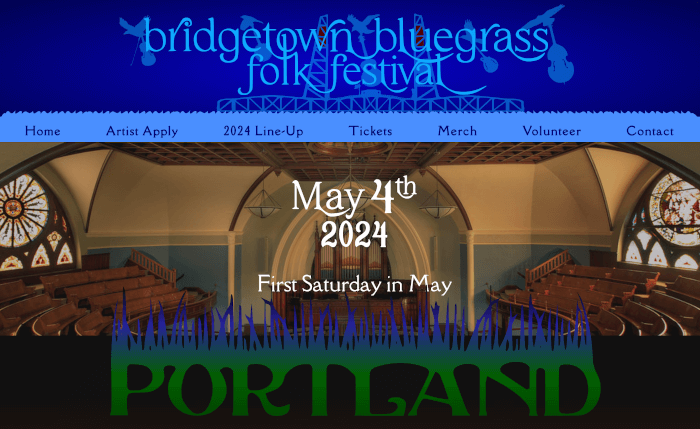 bridgetown bluegrass
folk festival
Home Artist Apply 2024 Line-Up Tickets Merch Volunteer Contact
May 4th
2024
First Saturday in May
PORTLAND